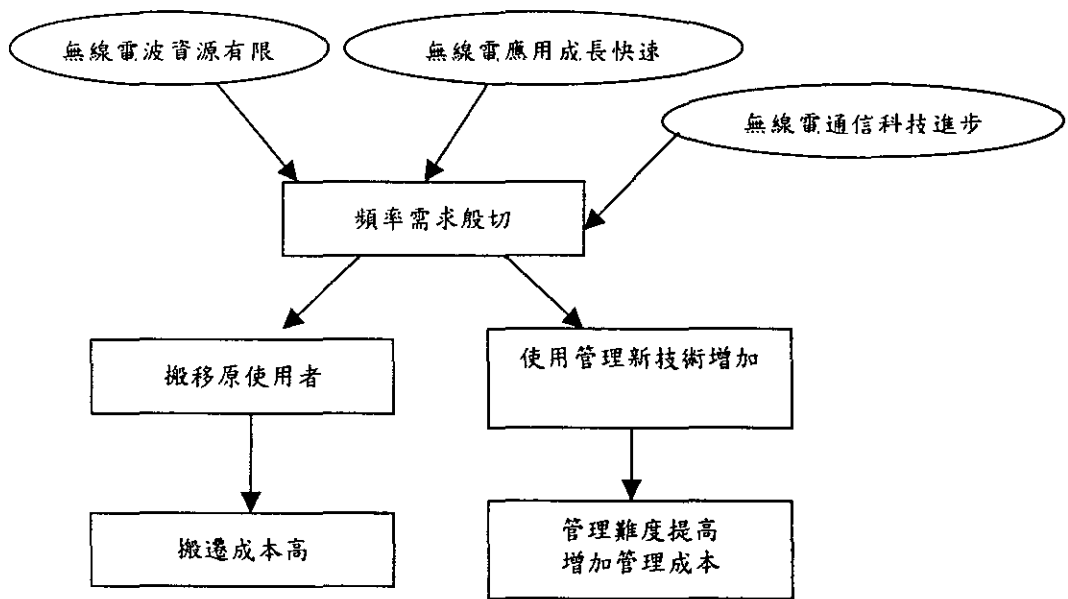 無線電波資源有限
無線電應用成長快速
無線電通信科技進步
頻率需求殷切
搬移原使用者
使用管理新技術增加
搬遷成本高
管理難度提高
增加管理成本